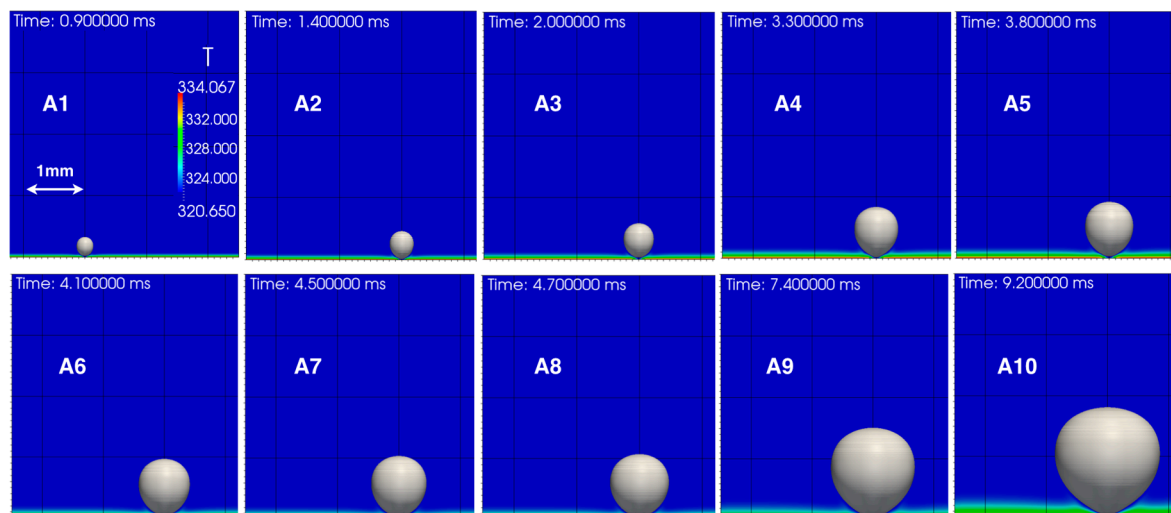 Time: 0.900000 ms
T
334.067
332.000
328.000
324.000
320.650
A1
1mm
Time: 1.400000 ms
A2
Time: 2.000000 ms
A3
Time: 3.300000 ms
A4
Time: 3.800000 ms
A5
Time: 4.100000 ms
A6
Time: 4.500000 ms
A7
Time: 4.700000 ms
A8
Time: 7.400000 ms
A9
Time: 9.200000 ms
A10